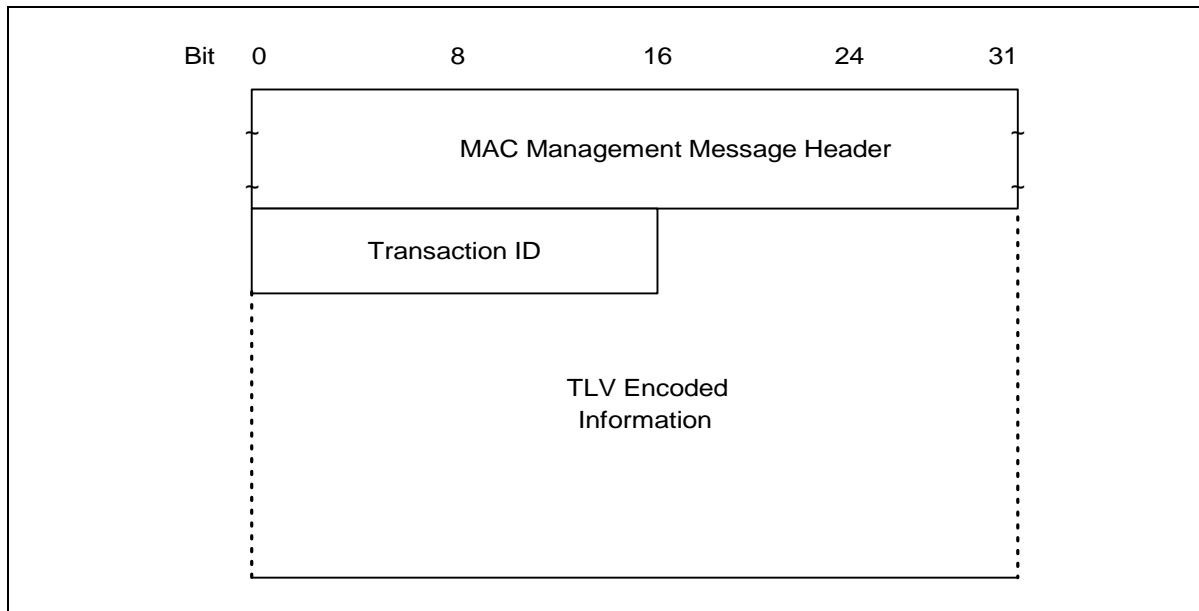 Bit 0 8 16 24 31
MAC Management Message Header
Transaction ID
TLV Encoded
Information